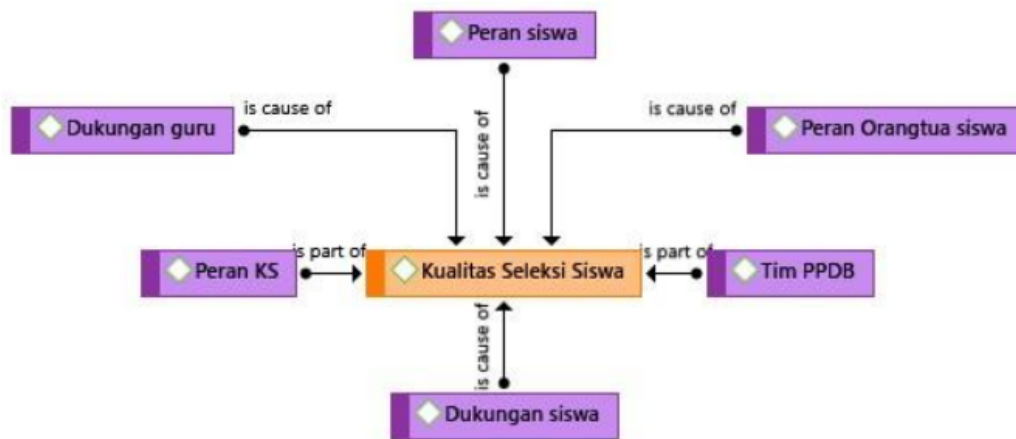 Peran siswa
is cause of
is cause of
Dukungan guru
is cause of
Peran Orangtua siswa
is part of
is part of
Peran KS
Kualitas Seleksi Siswa
Tim PPDB
is cause of
Dukungan siswa